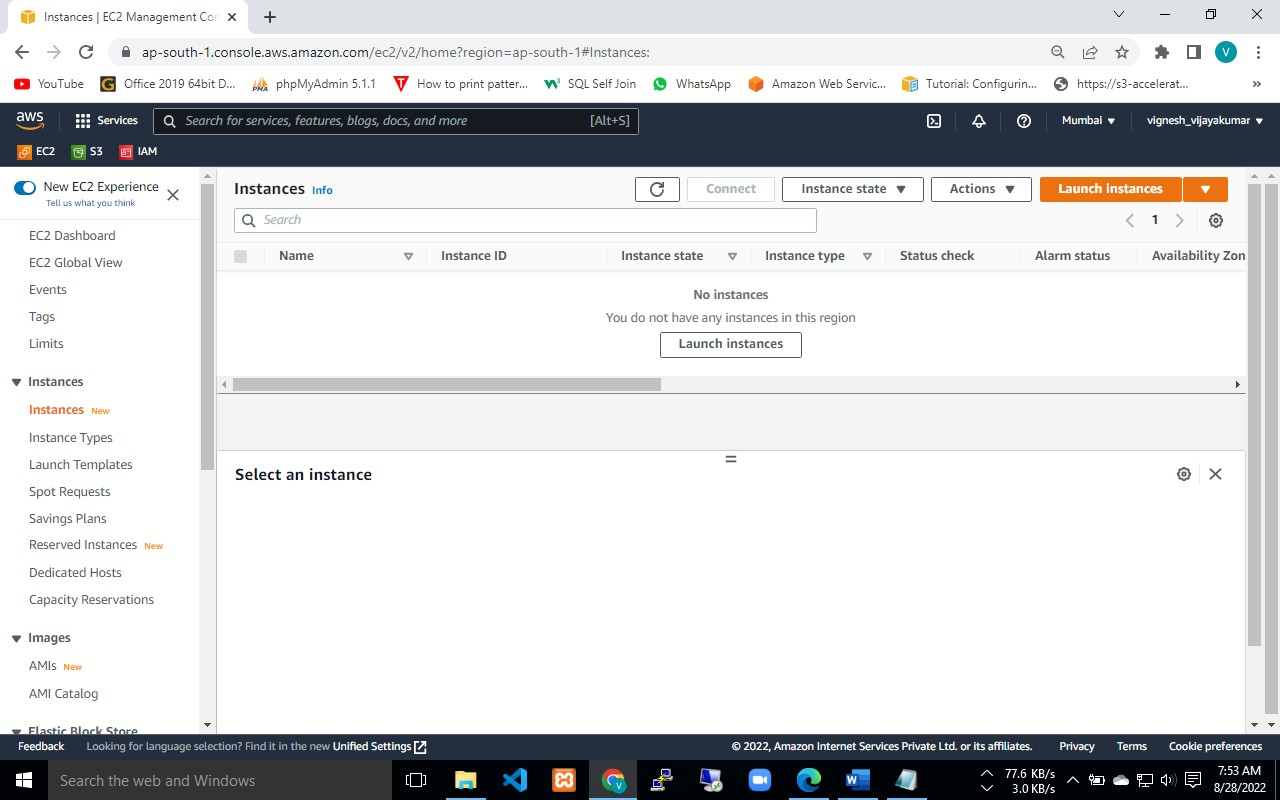 Instances | EC2 Management Con
ap-south-1.console.aws.amazon.com/ec2/v2/home?region=ap-south-1#Instances:
V
YouTube
Office 2019 64bit D...
phpMyAdmin 5.1.1
How to print patter...
SQL Self Join
WhatsApp
Amazon Web Servic...
Tutorial: Configurin...
https://s3-accelerat...
»
aws
Services
Search for services, features, blogs, docs, and more
[Alt+S]
Mumbai
vignesh_vijayakumar
EC2
S3
IAM
New EC2 Experience
Tell us what you think
EC2 Dashboard
EC2 Global View
Events
Tags
Limits
Instances
Instances New
Instance Types
Launch Templates
Spot Requests
Savings Plans
Reserved Instances New
Dedicated Hosts
Capacity Reservations
Images
AMIs New
AMI Catalog
Elastic Block Store
Instances Info
Connect
Instance state
Actions
Launch instances
Search
1
Name
Instance ID
Instance state
Instance type
Status check
Alarm status
Availability Zon
No instances
You do not have any instances in this region
Launch instances
Select an instance
Feedback
Looking for language selection? Find it in the new Unified Settings
© 2022, Amazon Internet Services Private Ltd. or its affiliates.
Privacy
Terms
Cookie preferences
Search the web and Windows
77.6 KB/s
3.0 KB/s
7:53 AM
8/28/2022